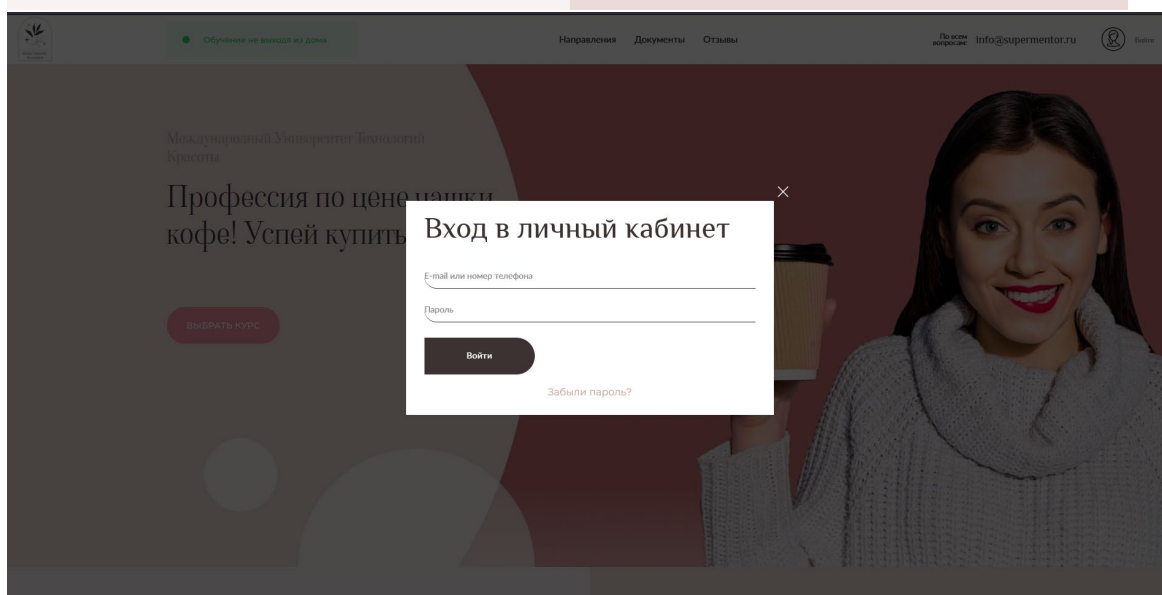 Обучение не выходя из дома
Направления Документы Отзывы
По всем
вопросам:
info@supermentor.ru
Войти
Международный Университет Технологий
Красоты
Профессия по цене чашки
кофе! Успей купить
ВЫБРАТЬ КУРС
Вход в личный кабинет
E-mail или номер телефона
Пароль
Войти
Забыли пароль?